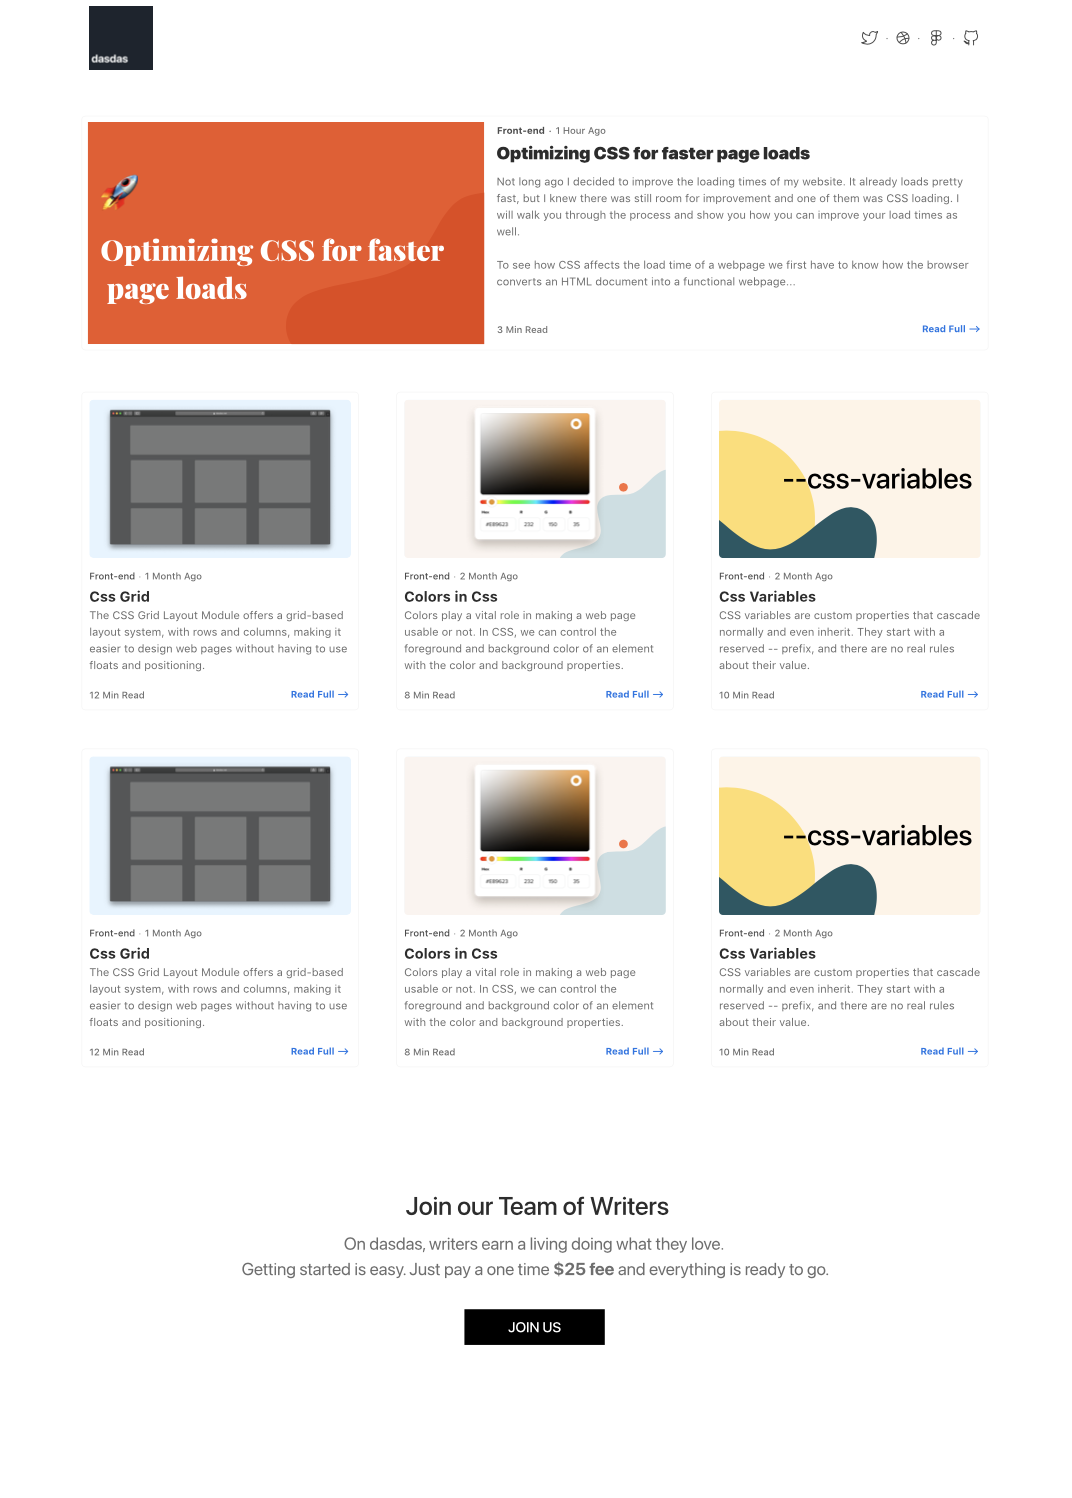 dasdas
Optimizing CSS for faster
page loads
Front-end · 1 Hour Ago
Optimizing CSS for faster page loads
Not long ago I decided to improve the loading times of my website. It already loads pretty
fast, but I knew there was still room for improvement and one of them was CSS loading. I
will walk you through the process and show you how you can improve your load times as
well.
To see how CSS affects the load time of a webpage we first have to know how the browser
converts an HTML document into a functional webpage...
3 Min Read
Read Full →
Front-end · 1 Month Ago
Css Grid
The CSS Grid Layout Module offers a grid-based
layout system, with rows and columns, making it
easier to design web pages without having to use
floats and positioning.
12 Min Read
Read Full →
Hex R G B
#E89623 232 150 35
Front-end · 2 Month Ago
Colors in Css
Colors play a vital role in making a web page
usable or not. In CSS, we can control the
foreground and background color of an element
with the color and background properties.
8 Min Read
Read Full →
--css-variables
Front-end · 2 Month Ago
Css Variables
CSS variables are custom properties that cascade
normally and even inherit. They start with a
reserved -- prefix, and there are no real rules
about their value.
10 Min Read
Read Full →
Front-end · 1 Month Ago
Css Grid
The CSS Grid Layout Module offers a grid-based
layout system, with rows and columns, making it
easier to design web pages without having to use
floats and positioning.
12 Min Read
Read Full →
Hex R G B
#E89623 232 150 35
Front-end · 2 Month Ago
Colors in Css
Colors play a vital role in making a web page
usable or not. In CSS, we can control the
foreground and background color of an element
with the color and background properties.
8 Min Read
Read Full →
--css-variables
Front-end · 2 Month Ago
Css Variables
CSS variables are custom properties that cascade
normally and even inherit. They start with a
reserved -- prefix, and there are no real rules
about their value.
10 Min Read
Read Full →
Join our Team of Writers
On dasdas, writers earn a living doing what they love.
Getting started is easy. Just pay a one time $25 fee and everything is ready to go.
JOIN US